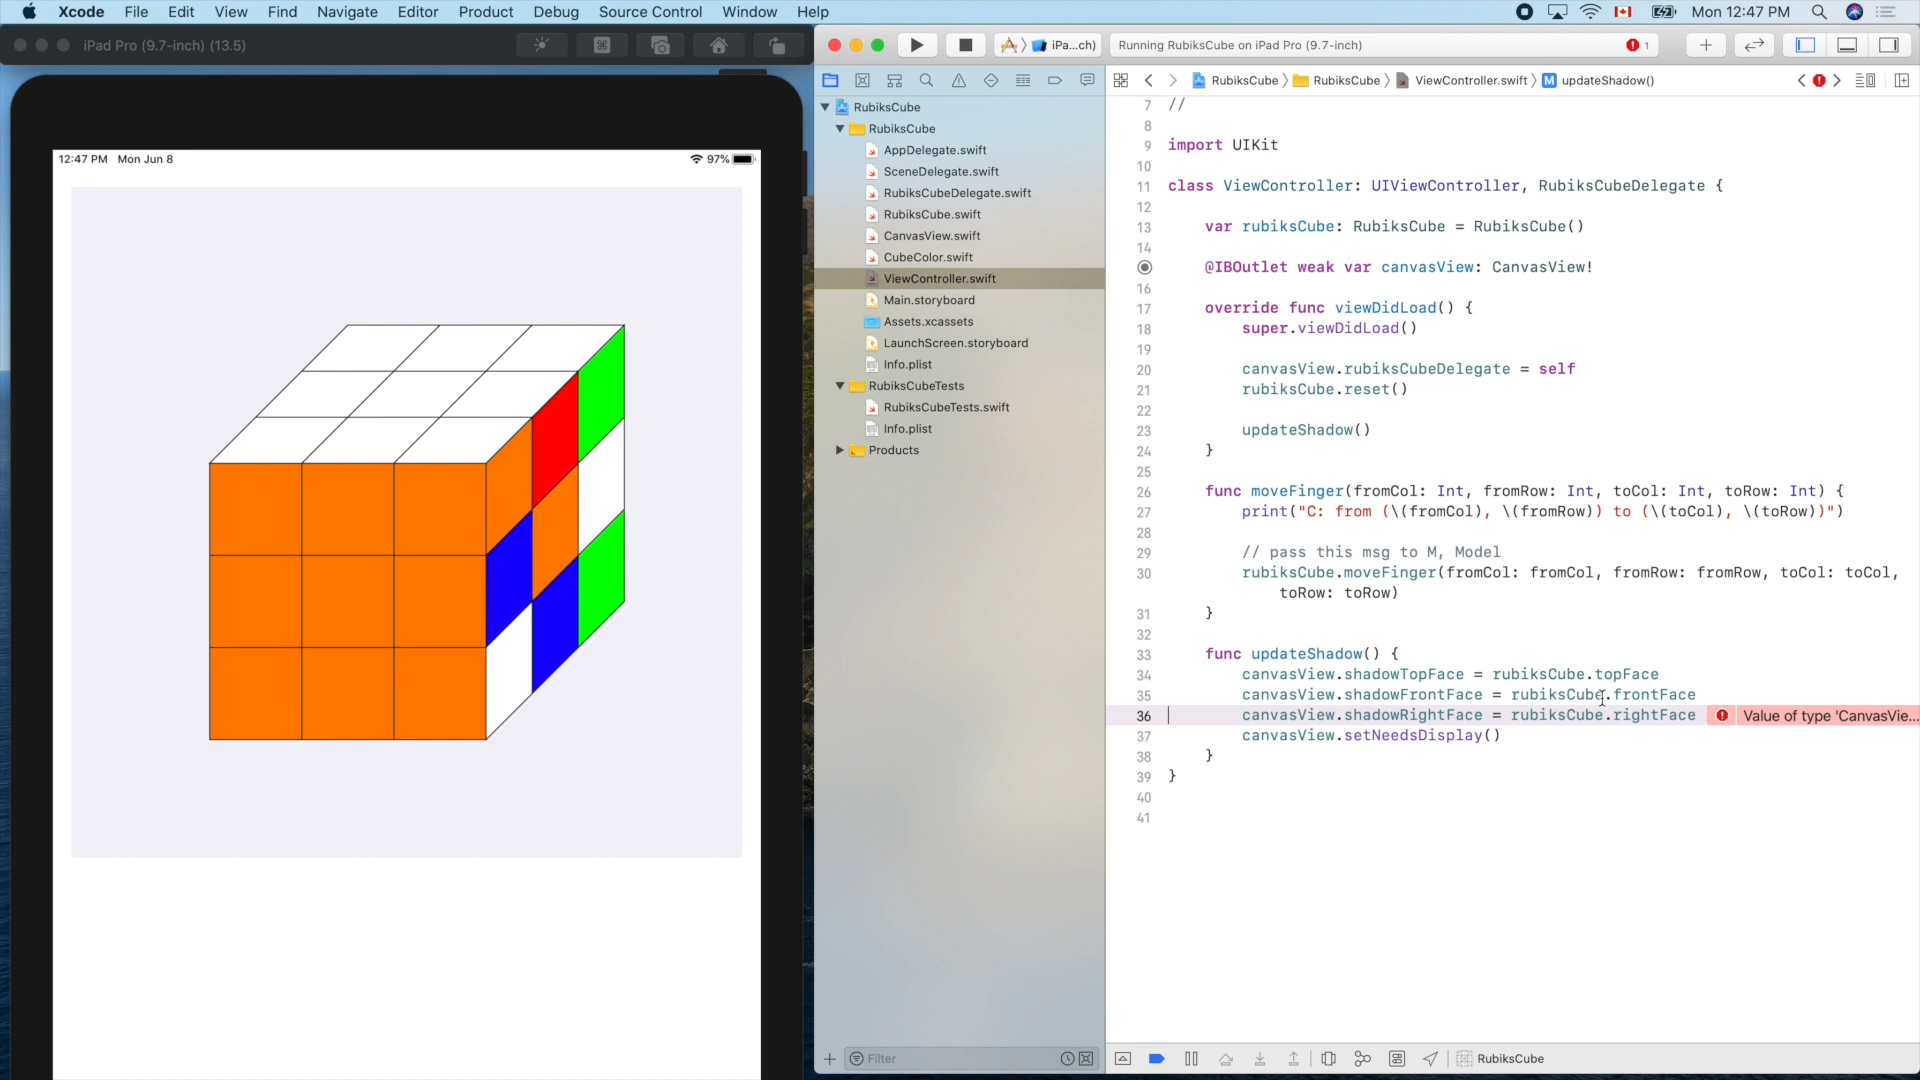 Xcode File Edit View Find Navigate Editor Product Debug Source Control Window Help Mon 12:47 PM
iPad Pro (9.7-inch) (13.5)
12:47 PM Mon Jun 8 97%
iPa...ch) Running RubiksCube on iPad Pro (9.7-inch) 1
RubiksCube
RubiksCube
AppDelegate.swift
SceneDelegate.swift
RubiksCubeDelegate.swift
RubiksCube.swift
CanvasView.swift
CubeColor.swift
ViewController.swift
Main.storyboard
Assets.xcassets
LaunchScreen.storyboard
Info.plist
RubiksCubeTests
RubiksCubeTests.swift
Info.plist
Products
Filter
RubiksCube RubiksCube ViewController.swift M updateShadow()
7 //
8
9 import UIKit
10
11 class ViewController: UIViewController, RubiksCubeDelegate {
12
13 var rubiksCube: RubiksCube = RubiksCube()
14
@IBOutlet weak var canvasView: CanvasView!
16
17 override func viewDidLoad() {
18 super.viewDidLoad()
19
20 canvasView.rubiksCubeDelegate = self
21 rubiksCube.reset()
22
23 updateShadow()
24 }
25
26 func moveFinger(fromCol: Int, fromRow: Int, toCol: Int, toRow: Int) {
27 print("C: from (\(fromCol), \(fromRow)) to (\(toCol), \(toRow))")
28
29 // pass this msg to M, Model
30 rubiksCube.moveFinger(fromCol: fromCol, fromRow: fromRow, toCol: toCol,
toRow: toRow)
31 }
32
33 func updateShadow() {
34 canvasView.shadowTopFace = rubiksCube.topFace
35 canvasView.shadowFrontFace = rubiksCube.frontFace
36 canvasView.shadowRightFace = rubiksCube.rightFace Value of type 'CanvasVie...
37 canvasView.setNeedsDisplay()
38 }
39 }
40
41
RubiksCube